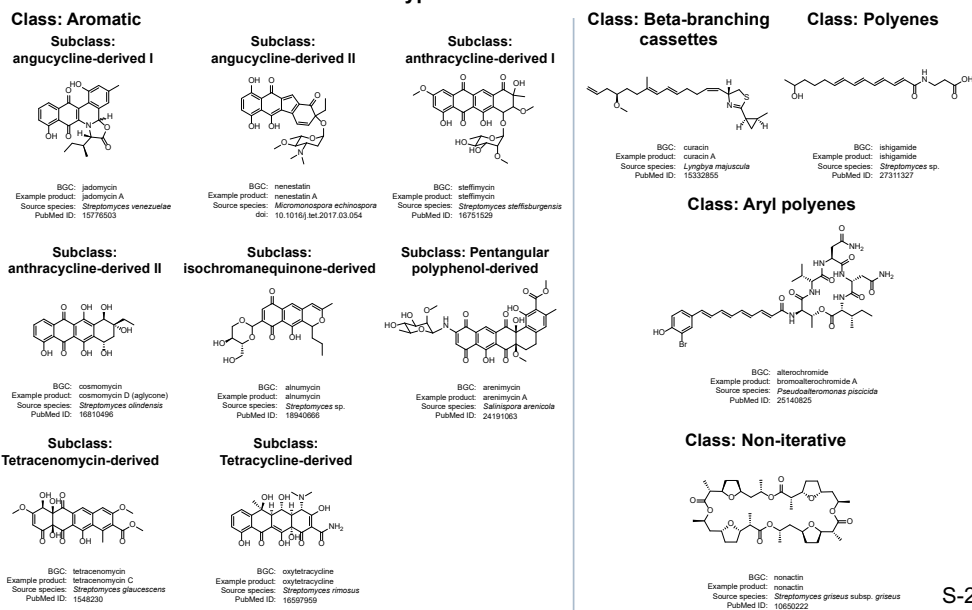 Class: Aromatic
Subclass:
angucycline-derived I
BGC: jadomycin
Example product: jadomycin A
Source species: Streptomyces venezuelae
PubMed ID: 15776503
Subclass:
angucycline-derived II
BGC: nenestatin
Example product: nenestatin A
Source species: Micromonospora echinospora
doi: 10.1016/j.tet.2017.03.054
Subclass:
anthracycline-derived I
BGC: steffimycin
Example product: steffimycin
Source species: Streptomyces steffisburgensis
PubMed ID: 16751529
Subclass:
anthracycline-derived II
BGC: cosmomycin
Example product: cosmomycin D (aglycone)
Source species: Streptomyces olindensis
PubMed ID: 16810496
Subclass:
isochromanequinone-derived
BGC: alnumycin
Example product: alnumycin
Source species: Streptomyces sp.
PubMed ID: 18940666
Subclass: Pentangular
polyphenol-derived
BGC: arenimycin
Example product: arenimycin A
Source species: Salinispora arenicola
PubMed ID: 24191063
Subclass:
Tetracenomycin-derived
BGC: tetracenomycin
Example product: tetracenomycin C
Source species: Streptomyces glaucescens
PubMed ID: 1548230
Subclass:
Tetracycline-derived
BGC: oxytetracycline
Example product: oxytetracycline
Source species: Streptomyces rimosus
PubMed ID: 16597959
Class: Beta-branching
cassettes
BGC: curacin
Example product: curacin A
Source species: Lyngbya majuscula
PubMed ID: 15332855
Class: Polyenes
BGC: ishigamide
Example product: ishigamide
Source species: Streptomyces sp.
PubMed ID: 27311327
Class: Aryl polyenes
BGC: alterochromide
Example product: bromoalterochromide A
Source species: Pseudoalteromonas piscicida
PubMed ID: 25140825
Class: Non-iterative
BGC: nonactin
Example product: nonactin
Source species: Streptomyces griseus subsp. griseus
PubMed ID: 10650222